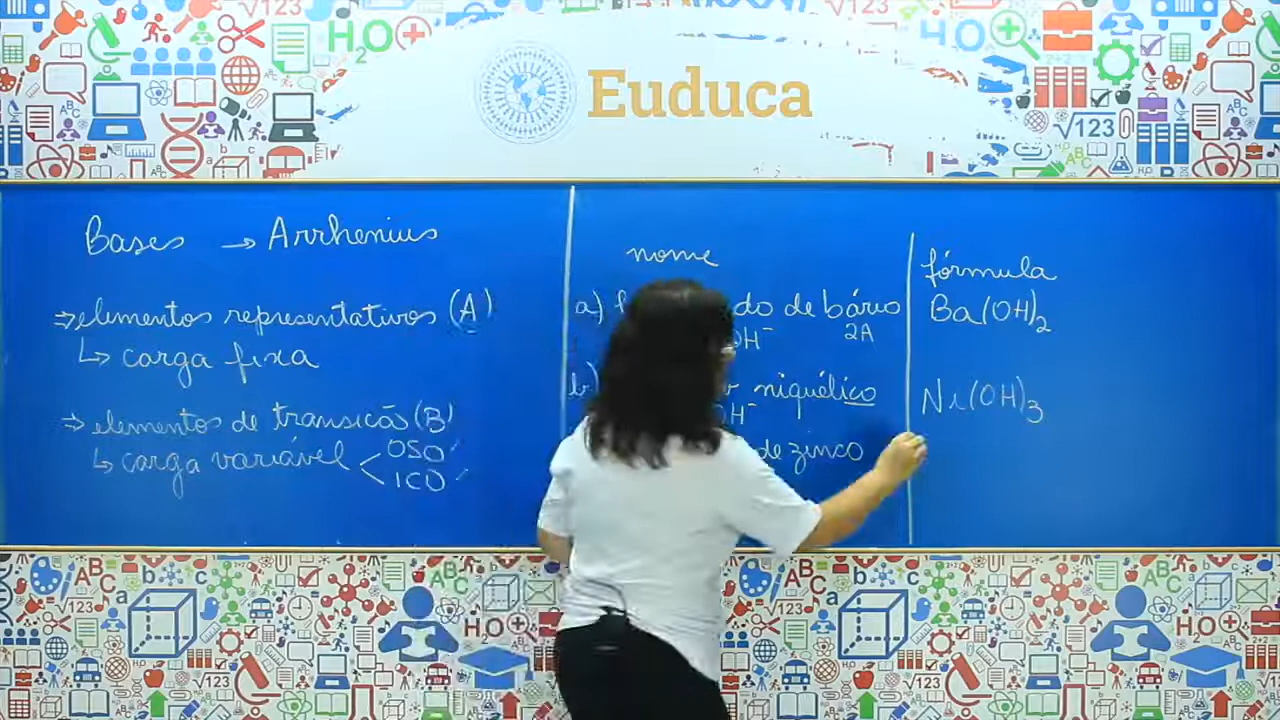 Euduca
Bases → Arrhenius
⇒ elementos representativos (A)
↳ carga fixa
⇒ elementos de transicão (B)
↳ carga variável < OSO
ICO
nome
a) do de bário
OH⁻ 2A
b) niquélico
OH⁻
de zinco
fórmula
Ba(OH)₂
Ni(OH)₃